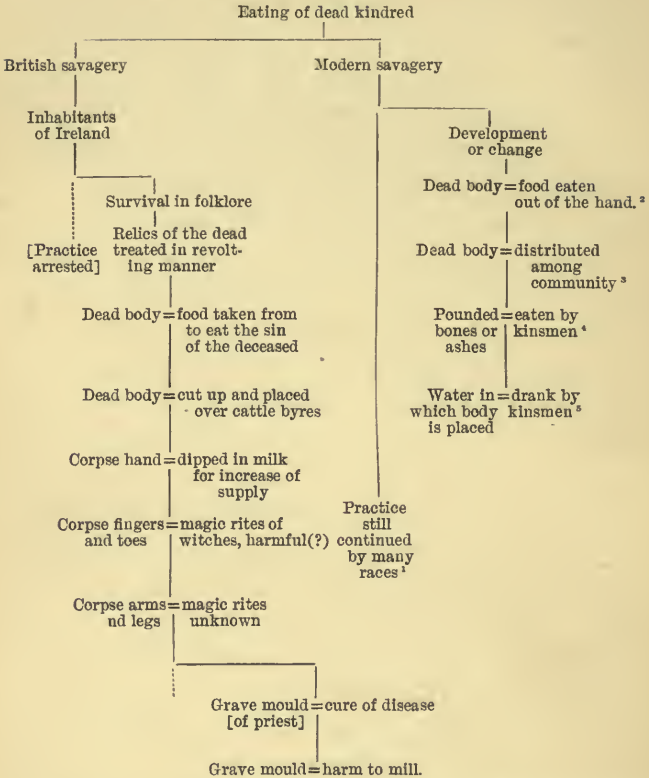 Eating of dead kindred
British savagery
Modern savagery
Inhabitants
of Ireland
Development
or change
Survival in folklore
Dead body=food eaten
out of the hand.²
[Practice
arrested]
Relics of the dead
treated in revolt-
ing manner
Dead body=distributed
among
community ³
Dead body=food taken from
to eat the sin
of the deceased
Pounded=eaten by
bones or kinsmen ⁴
ashes
Dead body=cut up and placed
over cattle byres
Water in=drank by
which body kinsmen ⁵
is placed
Corpse hand=dipped in milk
for increase of
supply
Corpse fingers=magic rites of
and toes witches, harmful(?)
Practice
still
continued
by many
races ¹
Corpse arms=magic rites
nd legs unknown
Grave mould=cure of disease
[of priest]
Grave mould=harm to mill.